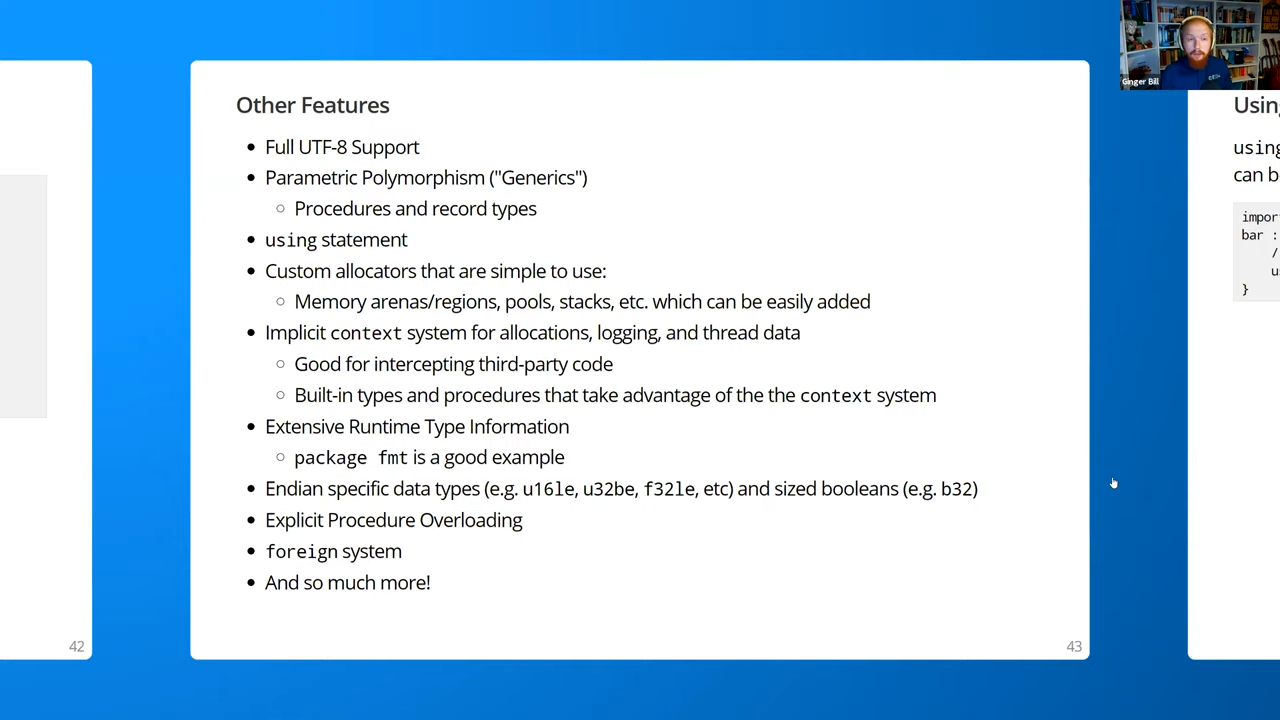 Ginger Bill
Other Features
• Full UTF-8 Support
• Parametric Polymorphism ("Generics")
○ Procedures and record types
• using statement
• Custom allocators that are simple to use:
○ Memory arenas/regions, pools, stacks, etc. which can be easily added
• Implicit context system for allocations, logging, and thread data
○ Good for intercepting third-party code
○ Built-in types and procedures that take advantage of the the context system
• Extensive Runtime Type Information
○ package fmt is a good example
• Endian specific data types (e.g. u16le, u32be, f32le, etc) and sized booleans (e.g. b32)
• Explicit Procedure Overloading
• foreign system
• And so much more!
42
43
Usin
using
can b
impor
bar :
/
u
}